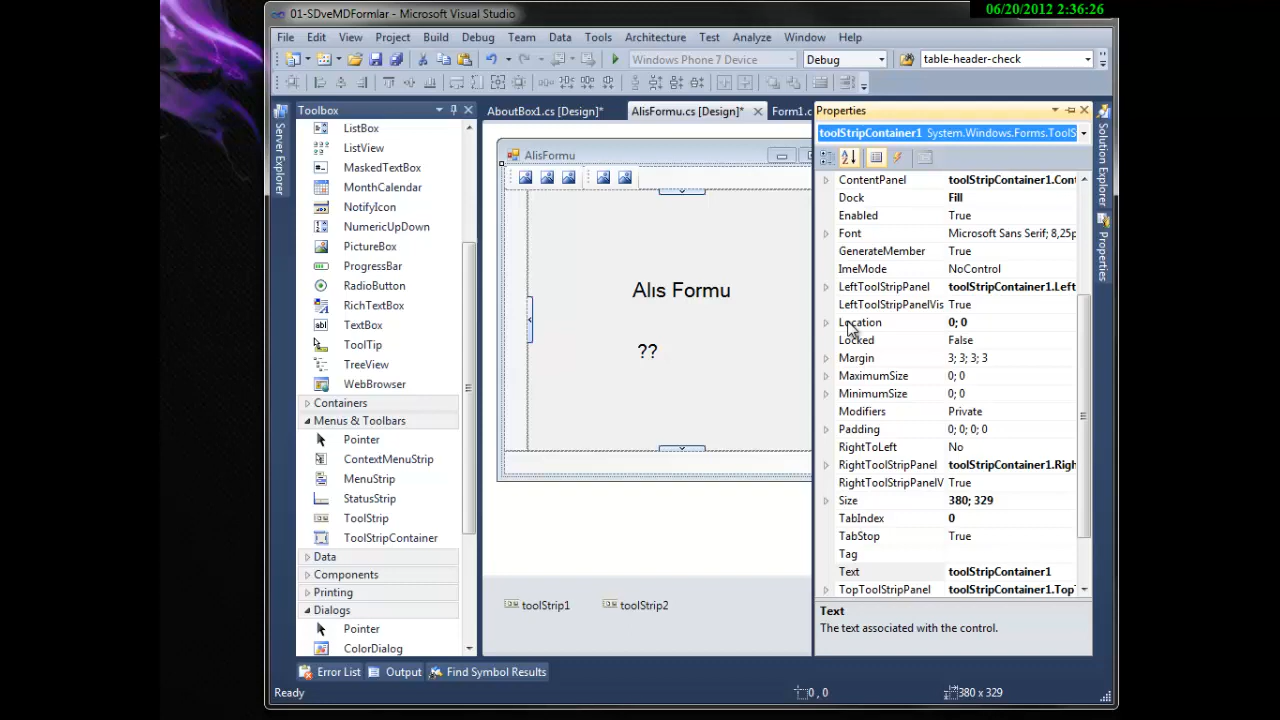 06/20/2012 2:36:26
01-SDveMDFormlar - Microsoft Visual Studio
File Edit View Project Build Debug Team Data Tools Architecture Test Analyze Window Help
Windows Phone 7 Device Debug table-header-check
Server Explorer
Toolbox
ListBox
ListView
MaskedTextBox
MonthCalendar
NotifyIcon
NumericUpDown
PictureBox
ProgressBar
RadioButton
RichTextBox
TextBox
ToolTip
TreeView
WebBrowser
Containers
Menus & Toolbars
Pointer
ContextMenuStrip
MenuStrip
StatusStrip
ToolStrip
ToolStripContainer
Data
Components
Printing
Dialogs
Pointer
ColorDialog
AboutBox1.cs [Design]* AlisFormu.cs [Design]* Form1.c
AlisFormu
Alıs Formu
??
toolStrip1 toolStrip2
Properties
toolStripContainer1 System.Windows.Forms.ToolS
ContentPanel toolStripContainer1.Cont
Dock Fill
Enabled True
Font Microsoft Sans Serif; 8,25p
GenerateMember True
ImeMode NoControl
LeftToolStripPanel toolStripContainer1.Left
LeftToolStripPanelVis True
Location 0; 0
Locked False
Margin 3; 3; 3; 3
MaximumSize 0; 0
MinimumSize 0; 0
Modifiers Private
Padding 0; 0; 0; 0
RightToLeft No
RightToolStripPanel toolStripContainer1.Righ
RightToolStripPanelV True
Size 380; 329
TabIndex 0
TabStop True
Tag
Text toolStripContainer1
TopToolStripPanel toolStripContainer1.Top
Text
The text associated with the control.
Solution Explorer
Properties
Error List Output Find Symbol Results
Ready 0 , 0 380 x 329